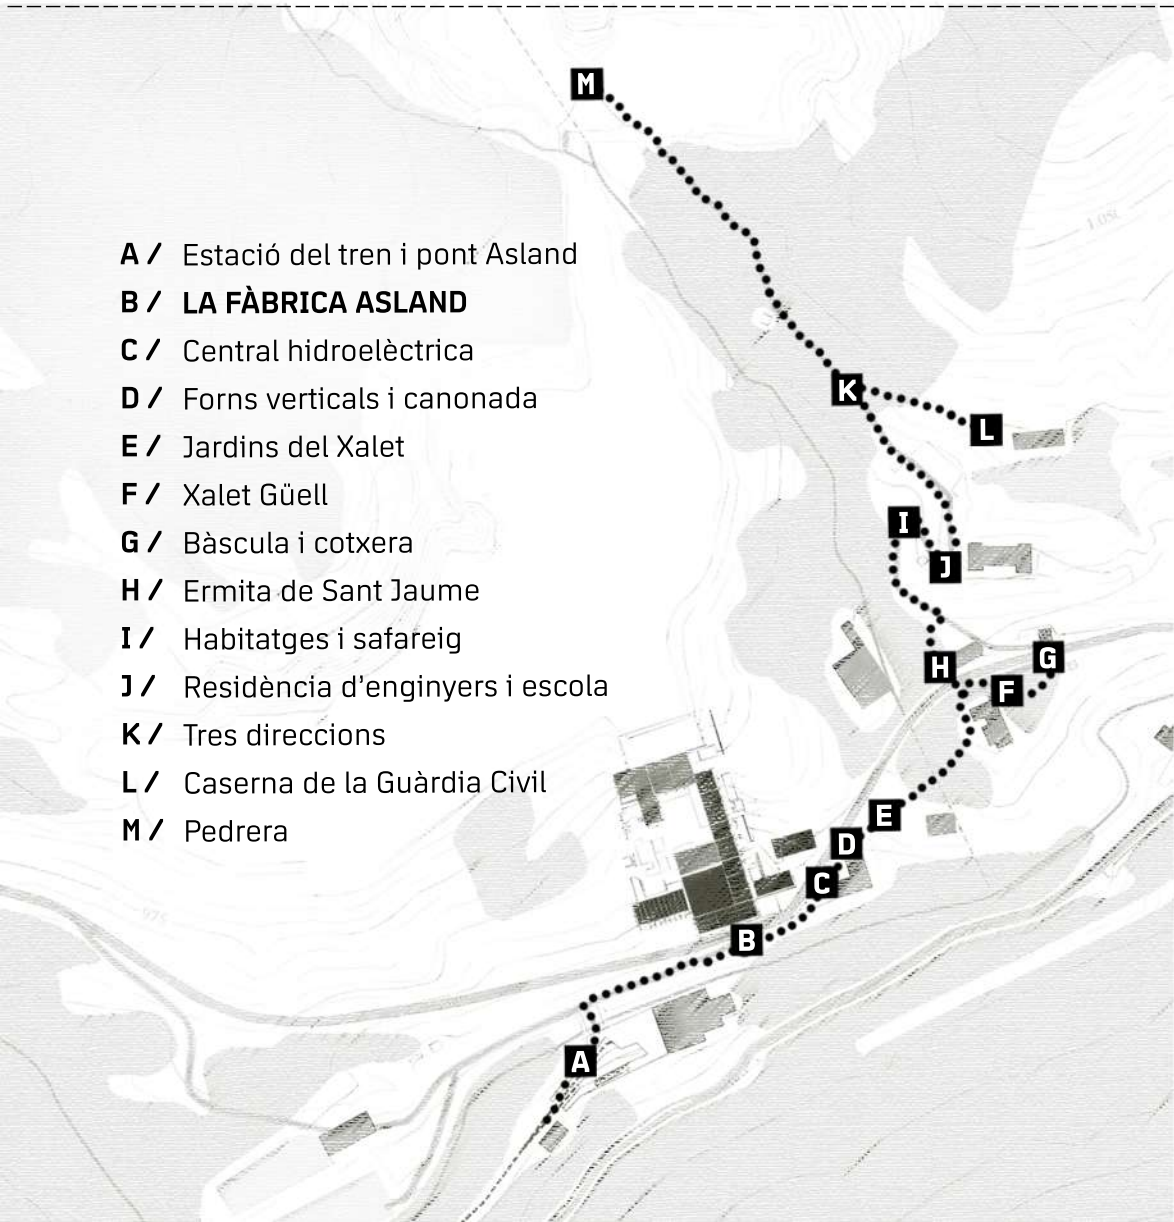 M
A / Estació del tren i pont Asland
B / LA FÀBRICA ASLAND
C / Central hidroelèctrica
D / Forns verticals i canonada
E / Jardins del Xalet
F / Xalet Güell
G / Bàscula i cotxera
H / Ermita de Sant Jaume
I / Habitatges i safareig
J / Residència d'enginyers i escola
K / Tres direccions
L / Caserna de la Guàrdia Civil
M / Pedrera
K
L
I
J
G
H
F
E
D
C
B
A
975